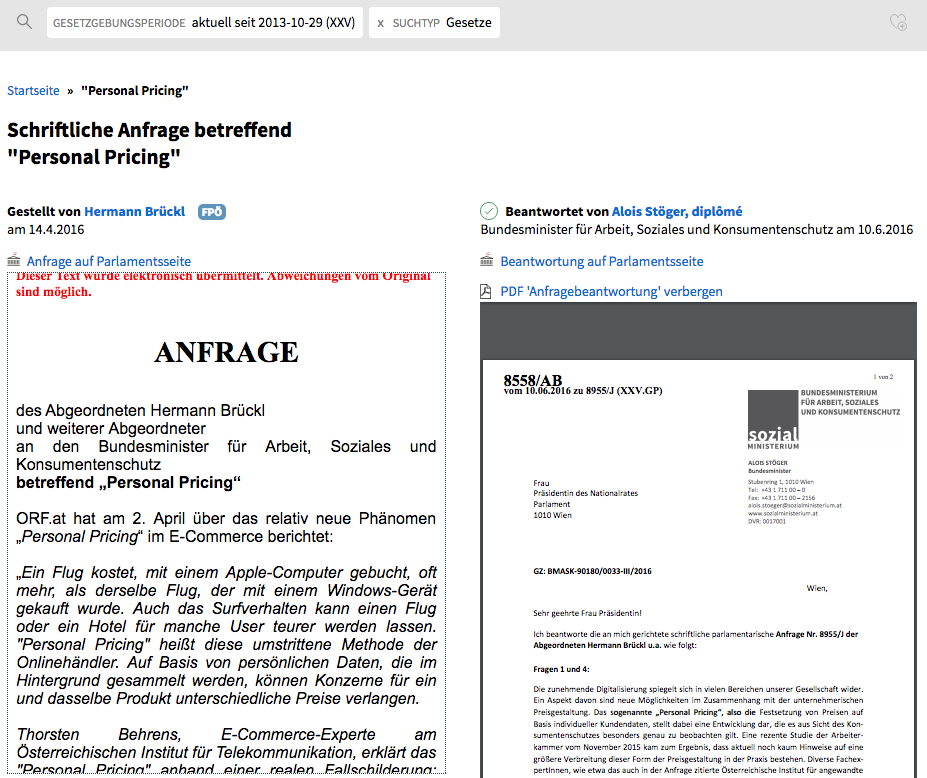 GESETZGEBUNGSPERIODE aktuell seit 2013-10-29 (XXV)
x SUCHTYP Gesetze
Startseite » "Personal Pricing"
Schriftliche Anfrage betreffend
"Personal Pricing"
Gestellt von Hermann Brückl FPÖ
am 14.4.2016
Anfrage auf Parlamentsseite
Dieser Text wurde elektronisch übermittelt. Abweichungen vom Original
sind möglich.
ANFRAGE
des Abgeordneten Hermann Brückl
und weiterer Abgeordneter
an den Bundesminister für Arbeit, Soziales und
Konsumentenschutz
betreffend „Personal Pricing“
ORF.at hat am 2. April über das relativ neue Phänomen
„Personal Pricing“ im E-Commerce berichtet:
„Ein Flug kostet, mit einem Apple-Computer gebucht, oft
mehr, als derselbe Flug, der mit einem Windows-Gerät
gekauft wurde. Auch das Surfverhalten kann einen Flug
oder ein Hotel für manche User teurer werden lassen.
"Personal Pricing" heißt diese umstrittene Methode der
Onlinehändler. Auf Basis von persönlichen Daten, die im
Hintergrund gesammelt werden, können Konzerne für ein
und dasselbe Produkt unterschiedliche Preise verlangen.
Thorsten Behrens, E-Commerce-Experte am
Österreichischen Institut für Telekommunikation, erklärt das
"Personal Pricing" anhand einer realen Fallschilderung:
Beantwortet von Alois Stöger, diplômé
Bundesminister für Arbeit, Soziales und Konsumentenschutz am 10.6.2016
Beantwortung auf Parlamentsseite
PDF 'Anfragebeantwortung' verbergen
8558/AB
vom 10.06.2016 zu 8955/J (XXV.GP)
1 von 2
sozial
MINISTERIUM
BUNDESMINISTERIUM
FÜR ARBEIT, SOZIALES
UND KONSUMENTENSCHUTZ
ALOIS STÖGER
Bundesminister
Stubenring 1, 1010 Wien
Tel: +43 1 711 00 – 0
Fax: +43 1 711 00 – 2156
alois.stoeger@sozialministerium.at
www.sozialministerium.at
DVR: 0017001
Frau
Präsidentin des Nationalrates
Parlament
1010 Wien
GZ: BMASK-90180/0033-III/2016
Wien,
Sehr geehrte Frau Präsidentin!
Ich beantworte die an mich gerichtete schriftliche parlamentarische Anfrage Nr. 8955/J der
Abgeordneten Hermann Brückl u.a. wie folgt:
Fragen 1 und 4:
Die zunehmende Digitalisierung spiegelt sich in vielen Bereichen unserer Gesellschaft wider.
Ein Aspekt davon sind neue Möglichkeiten im Zusammenhang mit der unternehmerischen
Preisgestaltung. Das sogenannte „Personal Pricing“, also die Festsetzung von Preisen auf
Basis individueller Kundendaten, stellt dabei eine Entwicklung dar, die es aus Sicht des Kon-
sumentenschutzes besonders genau zu beobachten gilt. Eine rezente Studie der Arbeiter-
kammer vom November 2015 kam zum Ergebnis, dass aktuell noch kaum Hinweise auf eine
größere Verbreitung dieser Form der Preisgestaltung in der Praxis bestehen. Diverse Fachex-
pertInnen, wie etwa das auch in der Anfrage zitierte Österreichische Institut für angewandte